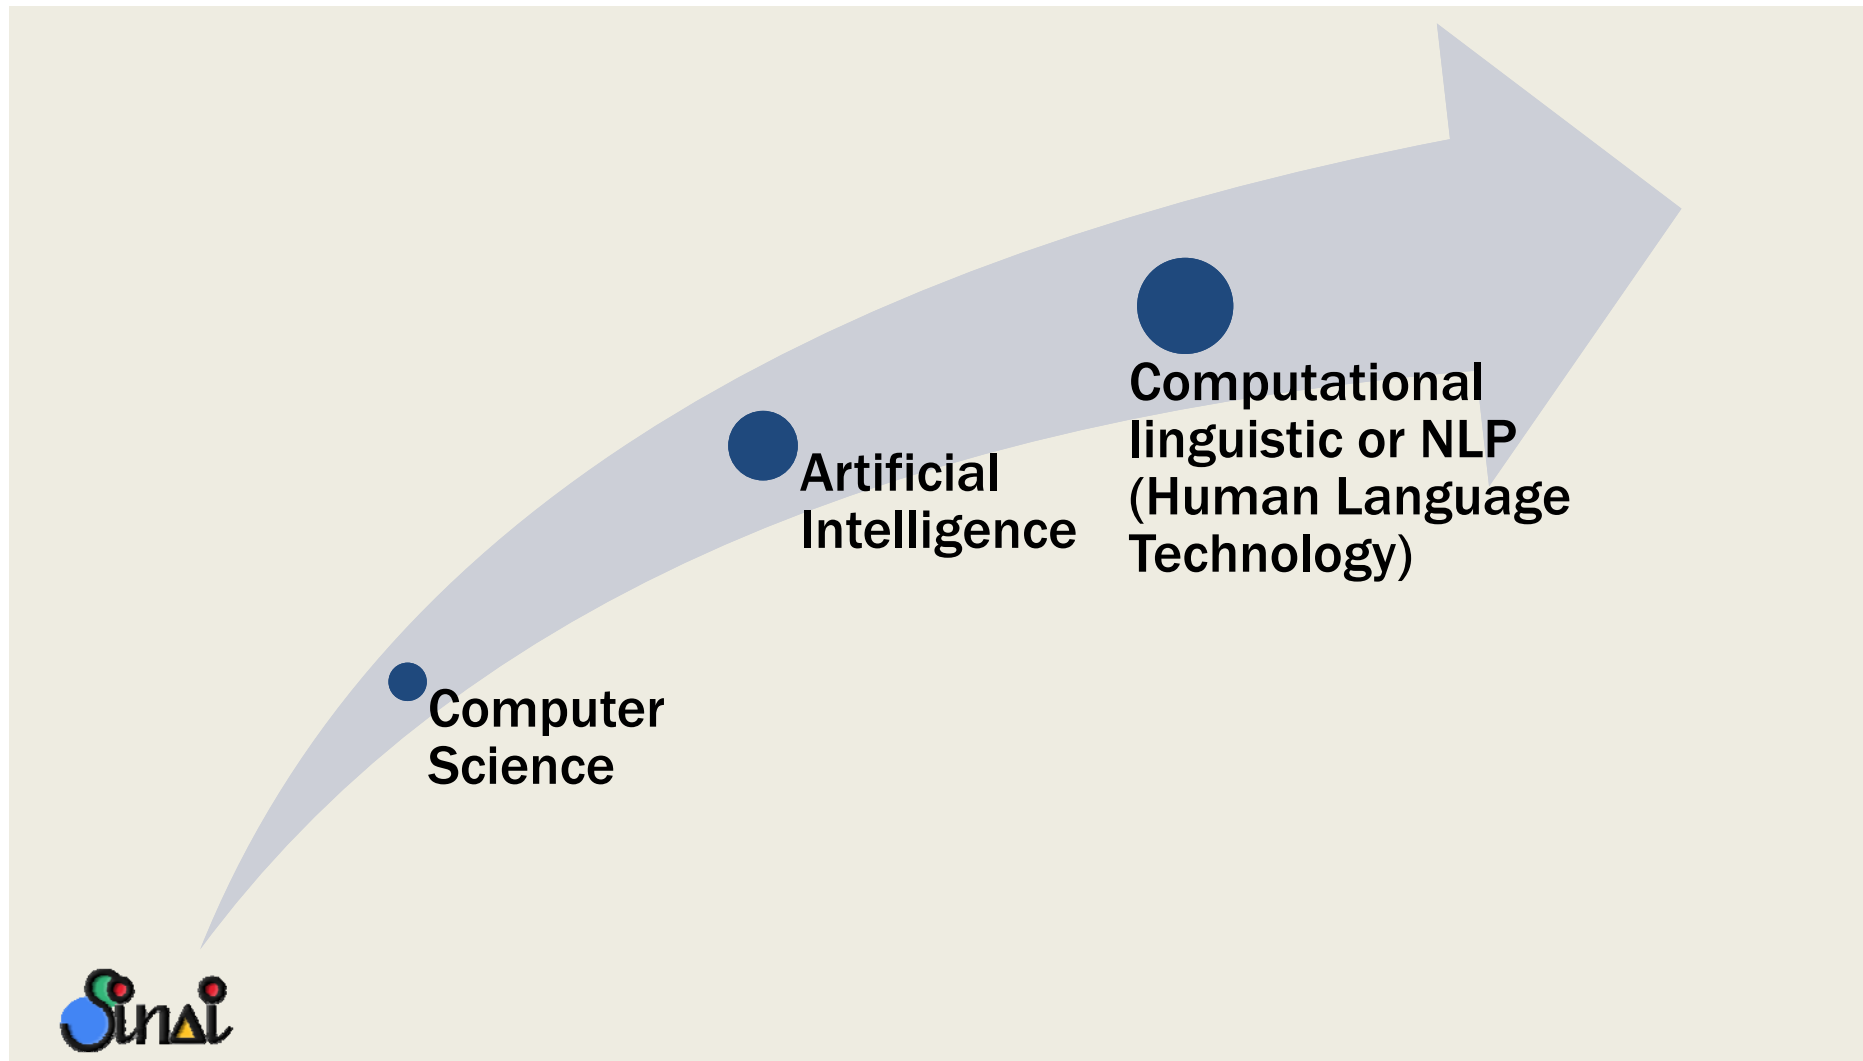 Computational
linguistic or NLP
(Human Language
Technology)
Artificial
Intelligence
Computer
Science
Sinai